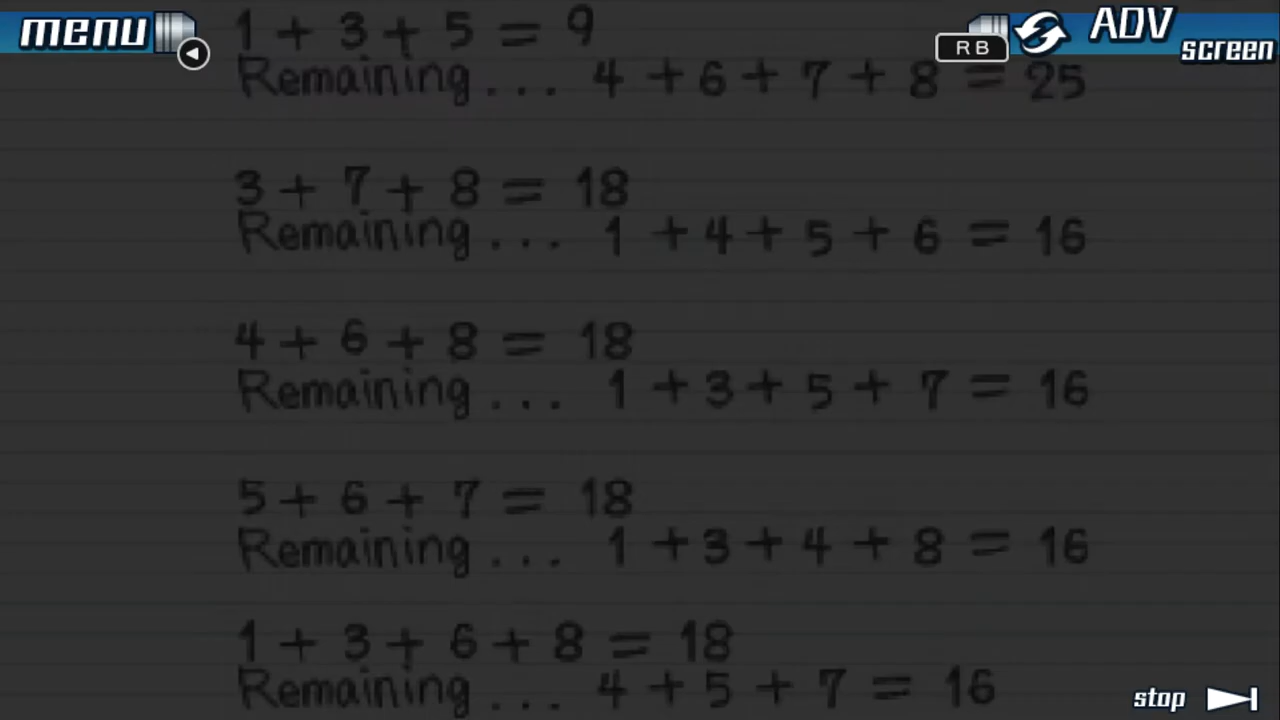 menu
RB
ADV
screen
1 + 3 + 5 = 9
Remaining ... 4 + 6 + 7 + 8 = 25
3 + 7 + 8 = 18
Remaining ... 1 + 4 + 5 + 6 = 16
4 + 6 + 8 = 18
Remaining ... 1 + 3 + 5 + 7 = 16
5 + 6 + 7 = 18
Remaining ... 1 + 3 + 4 + 8 = 16
1 + 3 + 6 + 8 = 18
Remaining ... 4 + 5 + 7 = 16
stop